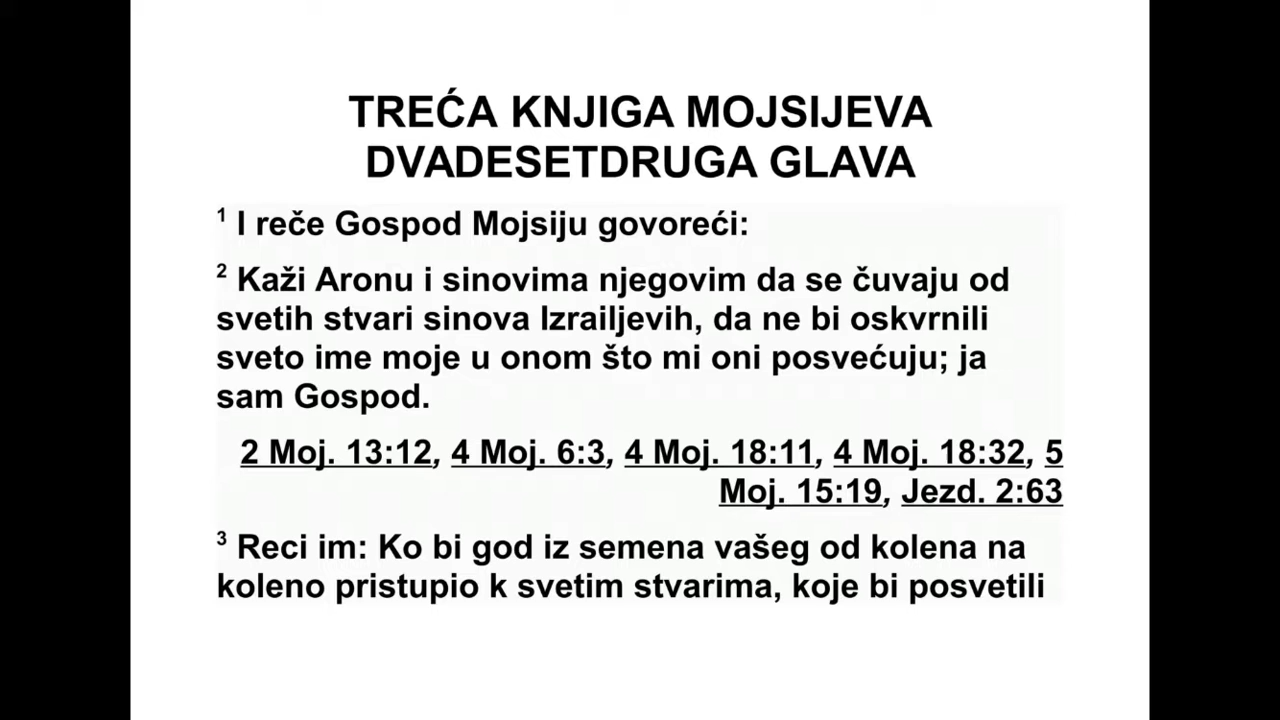 TREĆA KNJIGA MOJSIJEVA
DVADESETDRUGA GLAVA
1 I reče Gospod Mojsiju govoreći:
2 Kaži Aronu i sinovima njegovim da se čuvaju od
svetih stvari sinova Izrailjevih, da ne bi oskvrnili
sveto ime moje u onom što mi oni posvećuju; ja
sam Gospod.
2 Moj. 13:12, 4 Moj. 6:3, 4 Moj. 18:11, 4 Moj. 18:32, 5
Moj. 15:19, Jezd. 2:63
3 Reci im: Ko bi god iz semena vašeg od kolena na
koleno pristupio k svetim stvarima, koje bi posvetili